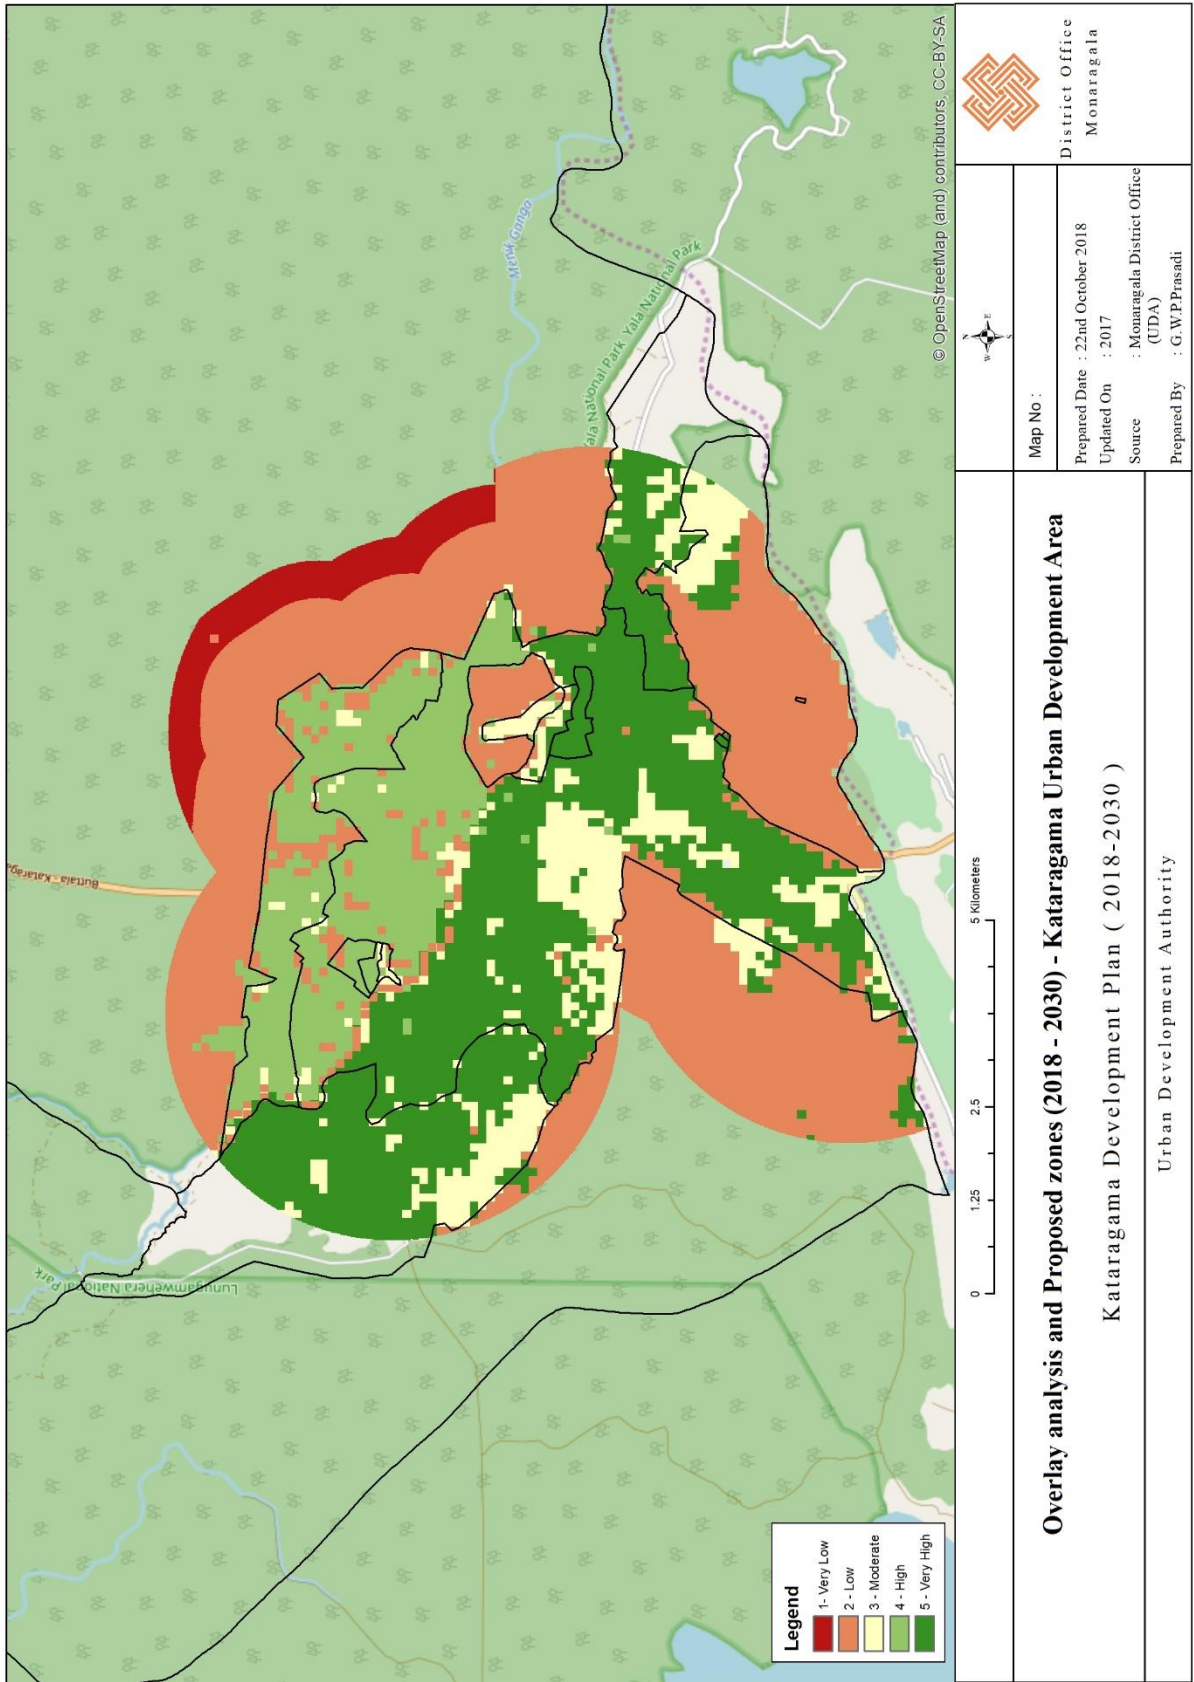 Buttala - Kataraga
Menik Ganga
Yala National Park Yala National Park
Lunugamwehera National Park
© OpenStreetMap (and) contributors, CC-BY-SA
Legend
1- Very Low
2 - Low
3 - Moderate
4 - High
5 - Very High
0 1.25 2.5 5 Kilometers
Overlay analysis and Proposed zones (2018 - 2030) - Kataragama Urban Development Area
Kataragama Development Plan ( 2018-2030 )
Urban Development Authority
N
W E
S
Map No :
Prepared Date : 22nd October 2018
Updated On : 2017
Source : Monaragala District Office
(UDA)
Prepared By : G.W.P.Prasadi
District Office
Monaragala